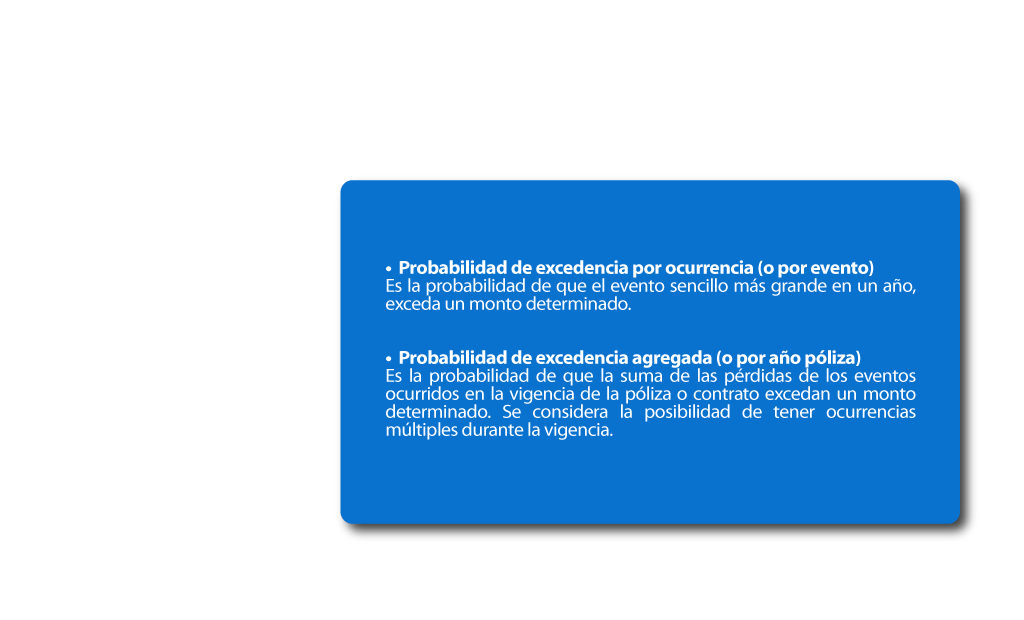 • Probabilidad de excedencia por ocurrencia (o por evento)
Es la probabilidad de que el evento sencillo más grande en un año,
exceda un monto determinado.
• Probabilidad de excedencia agregada (o por año póliza)
Es la probabilidad de que la suma de las pérdidas de los eventos
ocurridos en la vigencia de la póliza o contrato excedan un monto
determinado. Se considera la posibilidad de tener ocurrencias
múltiples durante la vigencia.